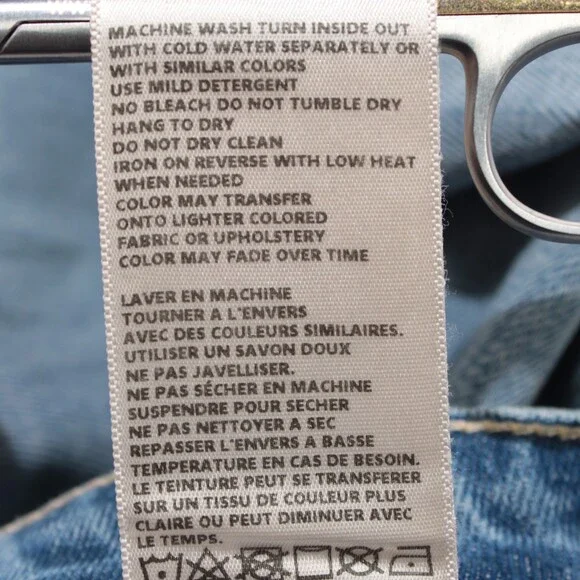 MACHINE WASH TURN INSIDE OUT
WITH COLD WATER SEPARATELY OR
WITH SIMILAR COLORS
USE MILD DETERGENT
NO BLEACH DO NOT TUMBLE DRY
HANG TO DRY
DO NOT DRY CLEAN
IRON ON REVERSE WITH LOW HEAT
WHEN NEEDED
COLOR MAY TRANSFER
ONTO LIGHTER COLORED
FABRIC OR UPHOLSTERY
COLOR MAY FADE OVER TIME
LAVER EN MACHINE
TOURNER A L'ENVERS
AVEC DES COULEURS SIMILAIRES.
UTILISER UN SAVON DOUX
NE PAS JAVELLISER.
NE PAS SÉCHER EN MACHINE
SUSPENDRE POUR SECHER
NE PAS NETTOYER A SEC
REPASSER L'ENVERS A BASSE
TEMPERATURE EN CAS DE BESOIN.
LE TEINTURE PEUT SE TRANSFERER
SUR UN TISSU DE COULEUR PLUS
CLAIRE OU PEUT DIMINUER AVEC
LE TEMPS.